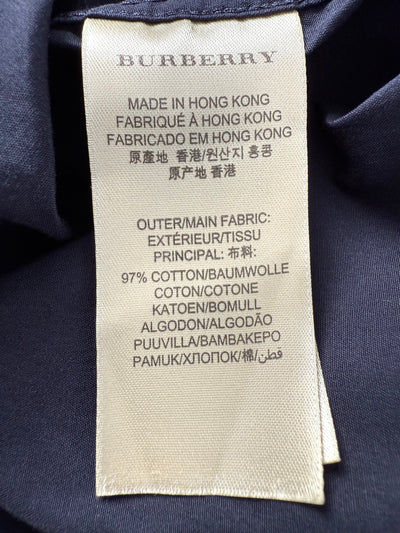 BURBERRY
MADE IN HONG KONG
FABRIQUÉ À HONG KONG
FABRICADO EM HONG KONG
原產地 香港/원산지 홍콩
原产地 香港
OUTER/MAIN FABRIC:
EXTÉRIEUR/TISSU
PRINCIPAL: 布料:
97% COTTON/BAUMWOLLE
COTON/COTONE
KATOEN/BOMULL
ALGODON/ALGODÃO
PUUVILLA/BAMBAKEPO
PAMUK/ХЛОПОК/棉/قطن